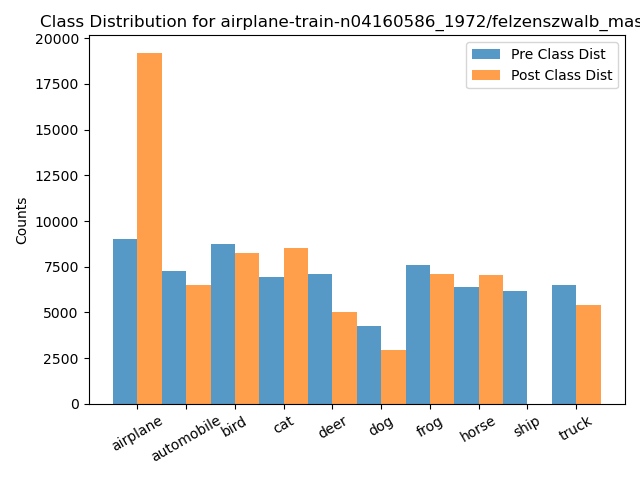 Class Distribution for airplane-train-n04160586_1972/felzenszwalb_mas
Pre Class Dist
Post Class Dist
Counts
20000
17500
15000
12500
10000
7500
5000
2500
0
airplane
automobile
bird
cat
deer
dog
frog
horse
ship
truck